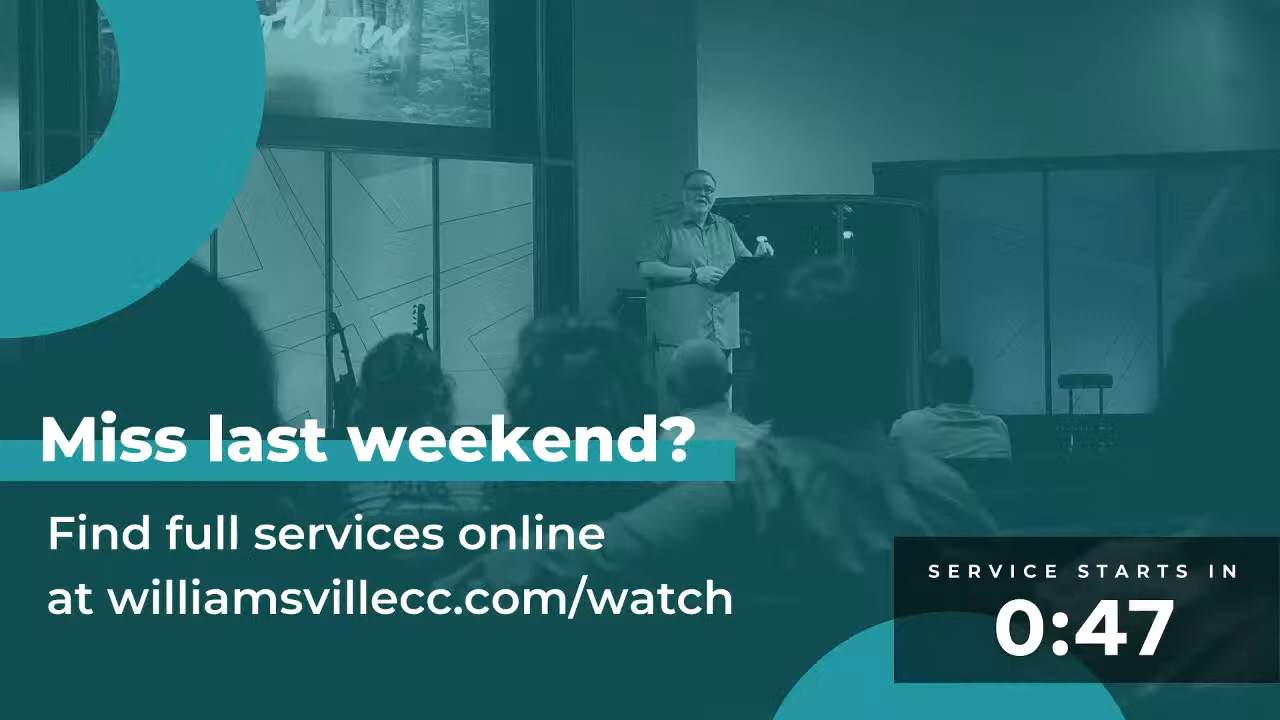 Miss last weekend?
Find full services online
at williamsvillecc.com/watch
SERVICE STARTS IN
0:47